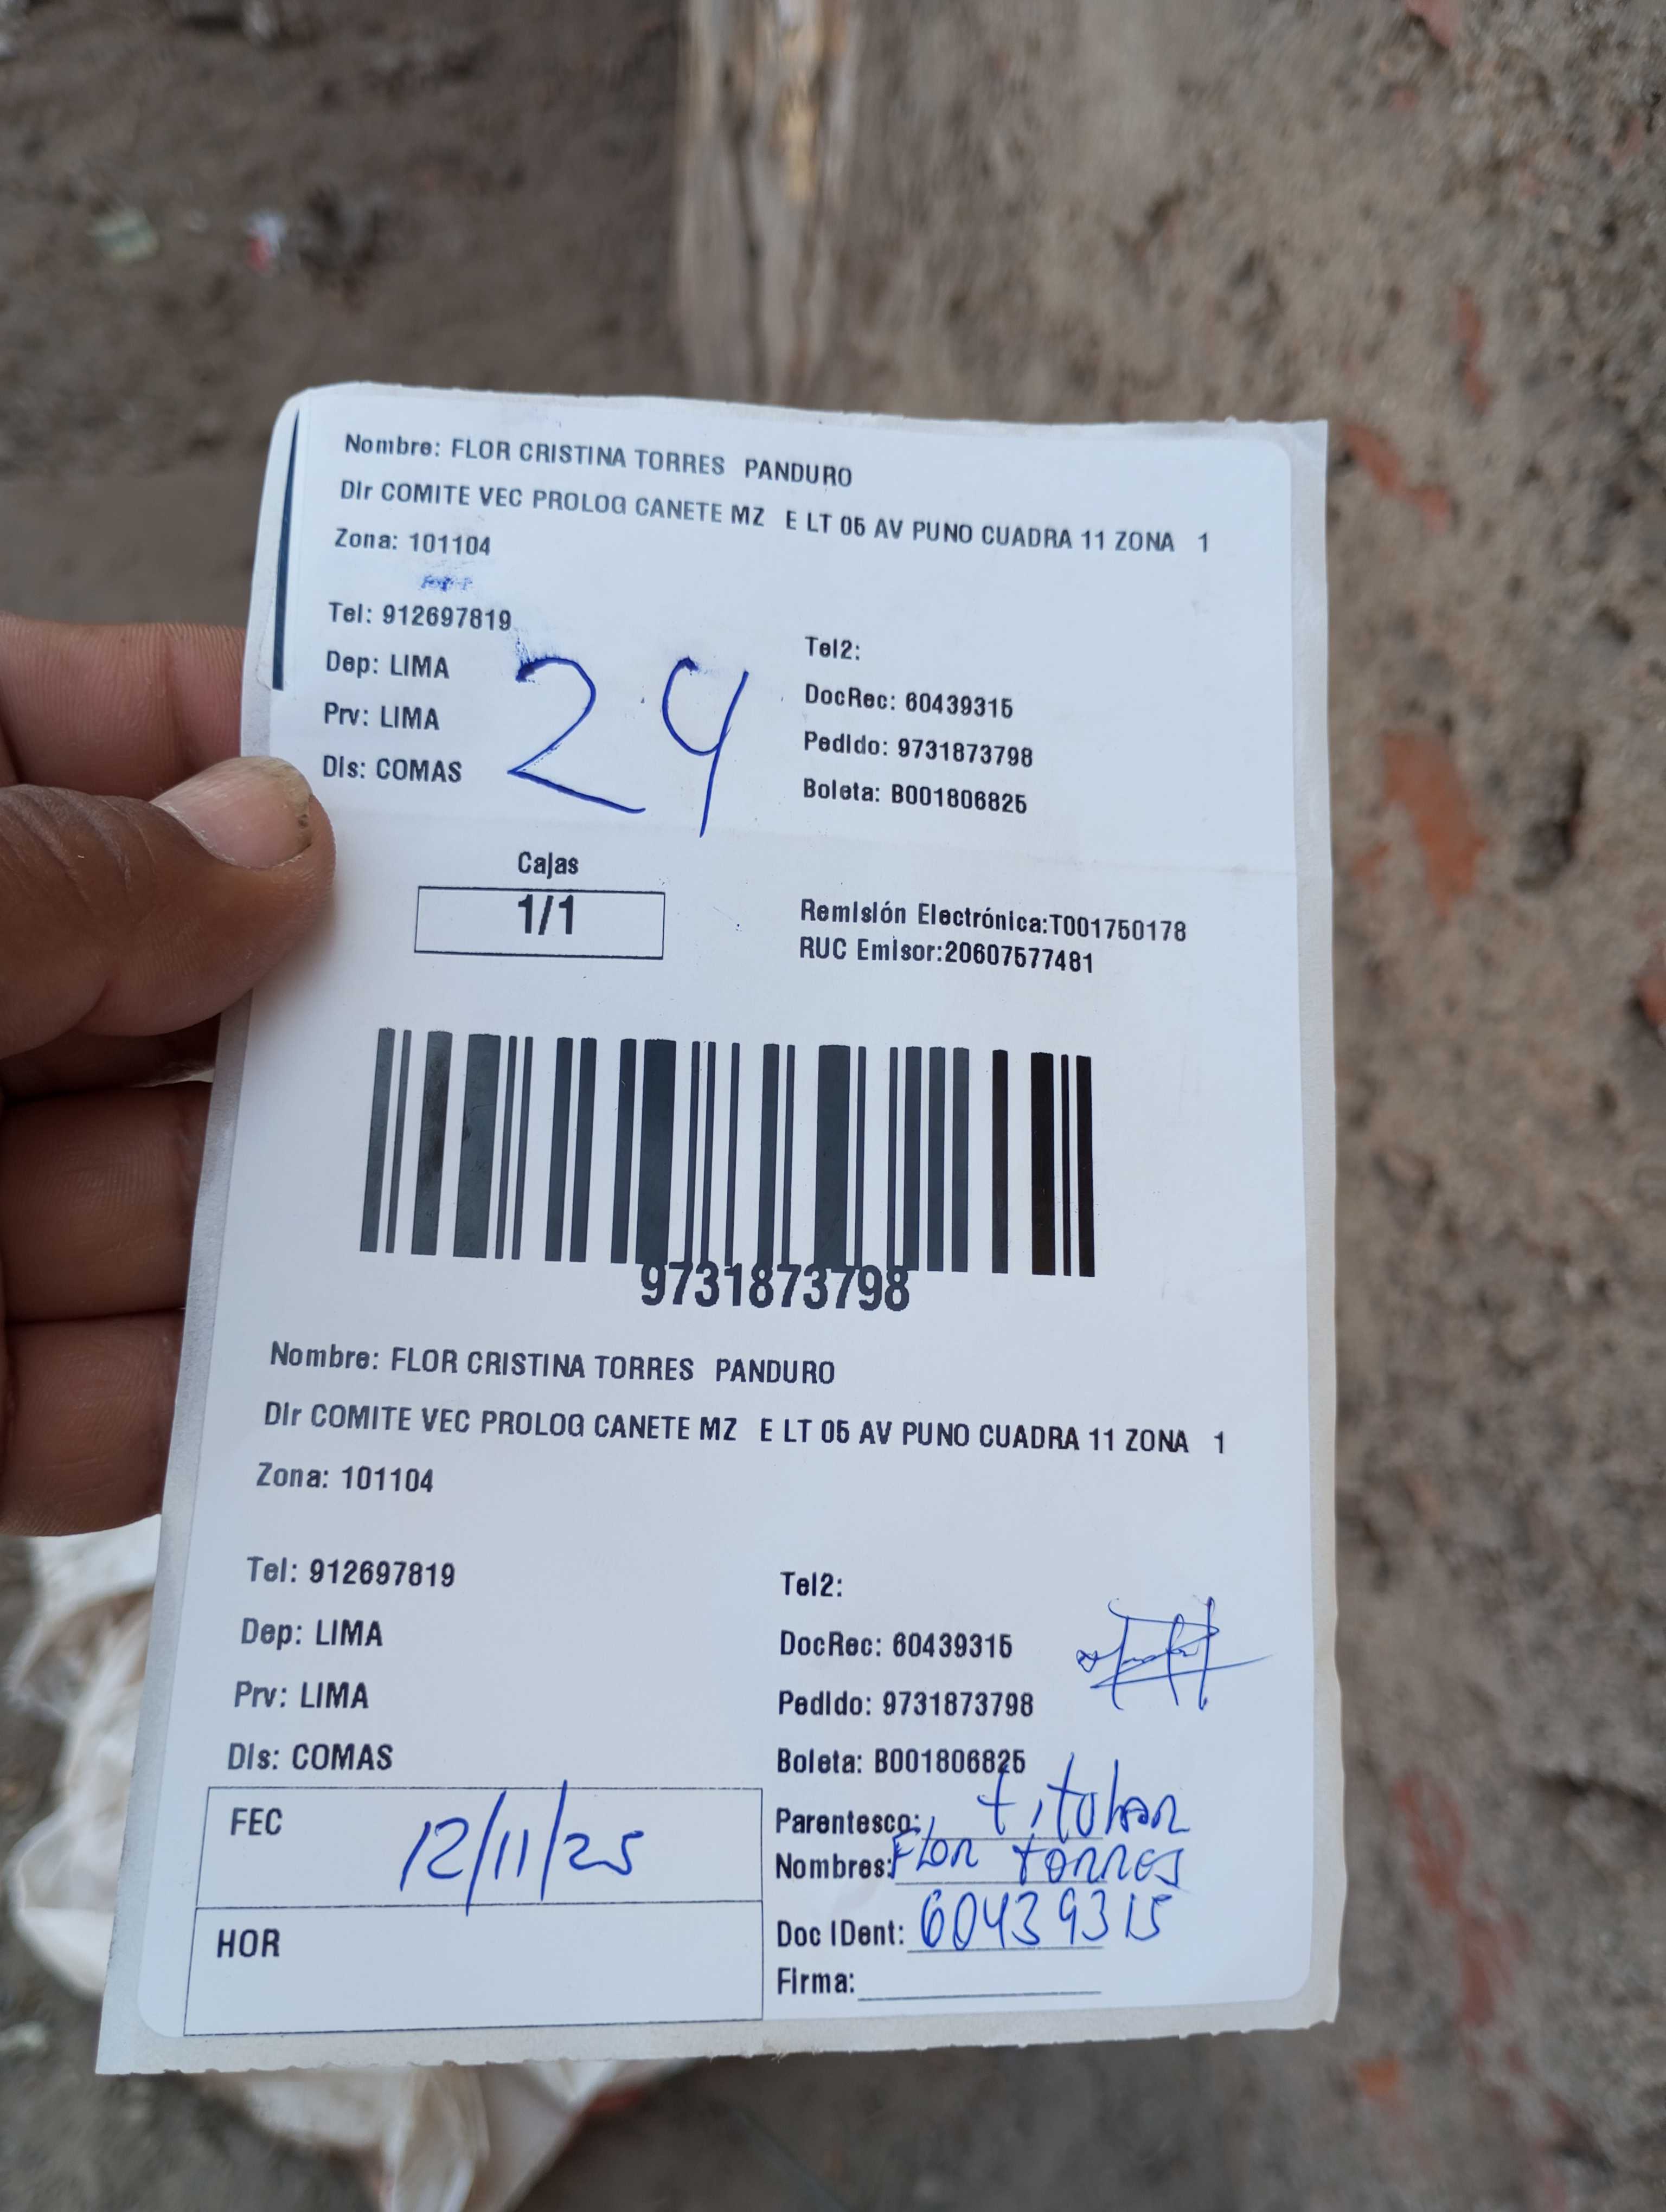 Nombre: FLOR CRISTINA TORRES PANDURO
Dir COMITE VEC PROLOG CANETE MZ E LT 05 AV PUNO CUADRA 11 ZONA 1
Zona: 101104
Tel: 912697819
Tel2:
Dep: LIMA
DocRec: 60439315
Prv: LIMA
Pedido: 9731873798
Dis: COMAS
Boleta: B001806825
24
Cajas
1/1
Remisión Electrónica:T001750178
RUC Emisor:20607577481
9731873798
Nombre: FLOR CRISTINA TORRES PANDURO
Dir COMITE VEC PROLOG CANETE MZ E LT 05 AV PUNO CUADRA 11 ZONA 1
Zona: 101104
Tel: 912697819
Tel2:
Dep: LIMA
DocRec: 60439315
Prv: LIMA
Pedido: 9731873798
Dis: COMAS
Boleta: B001806825
FEC 12/11/25
HOR
Parentesco: titular
Nombres: Flor torres
Doc IDent: 60439315
Firma: